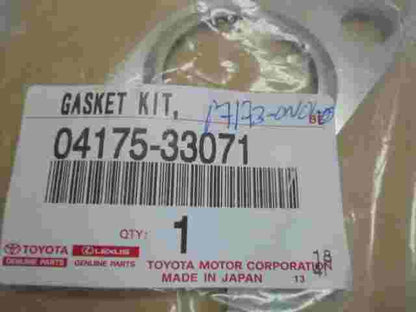 GASKET KIT,
04175-33071
QTY: 1
TOYOTA LEXUS
GENUINE PARTS GENUINE PARTS
TOYOTA MOTOR CORPORATION
MADE IN JAPAN 13